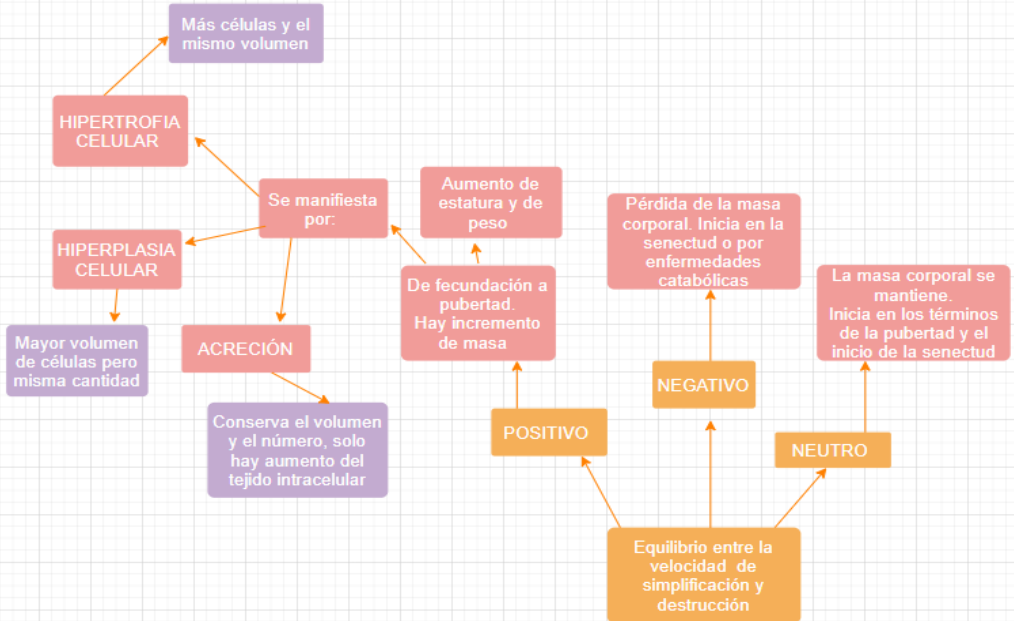 Más células y el
mismo volumen
HIPERTROFIA
CELULAR
Se manifiesta
por:
Aumento de
estatura y de
peso
Pérdida de la masa
corporal. Inicia en la
senectud o por
enfermedades
catabólicas
HIPERPLASIA
CELULAR
De fecundación a
pubertad.
Hay incremento
de masa
La masa corporal se
mantiene.
Inicia en los términos
de la pubertad y el
inicio de la senectud
Mayor volumen
de células pero
misma cantidad
ACRECIÓN
NEGATIVO
Conserva el volumen
y el número, solo
hay aumento del
tejido intracelular
POSITIVO
NEUTRO
Equilibrio entre la
velocidad de
simplificación y
destrucción